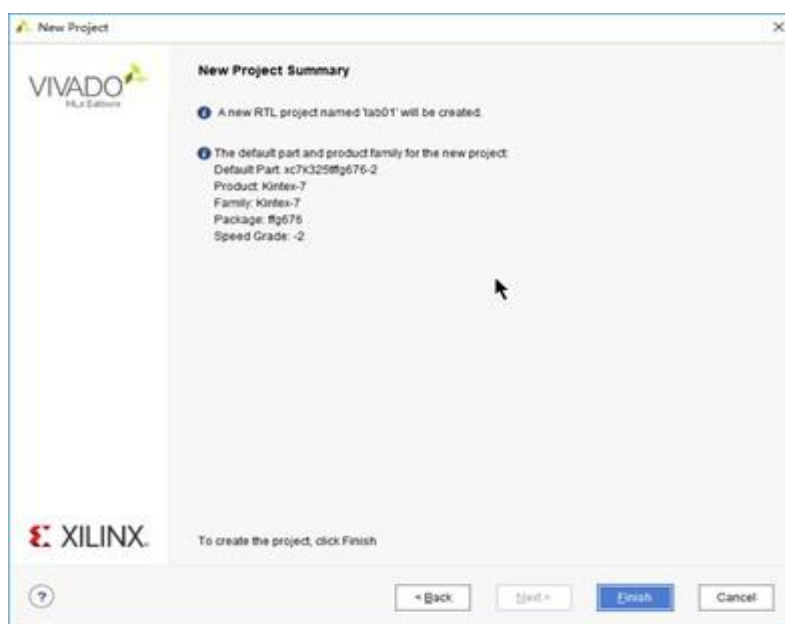 New Project
VIVADO
HLx Editions
New Project Summary
A new RTL project named 'lab01' will be created.
The default part and product family for the new project:
Default Part: xc7k325tffg676-2
Product: Kintex-7
Family: Kintex-7
Package: ffg676
Speed Grade: -2
XILINX
To create the project, click Finish
?
< Back
Next >
Finish
Cancel